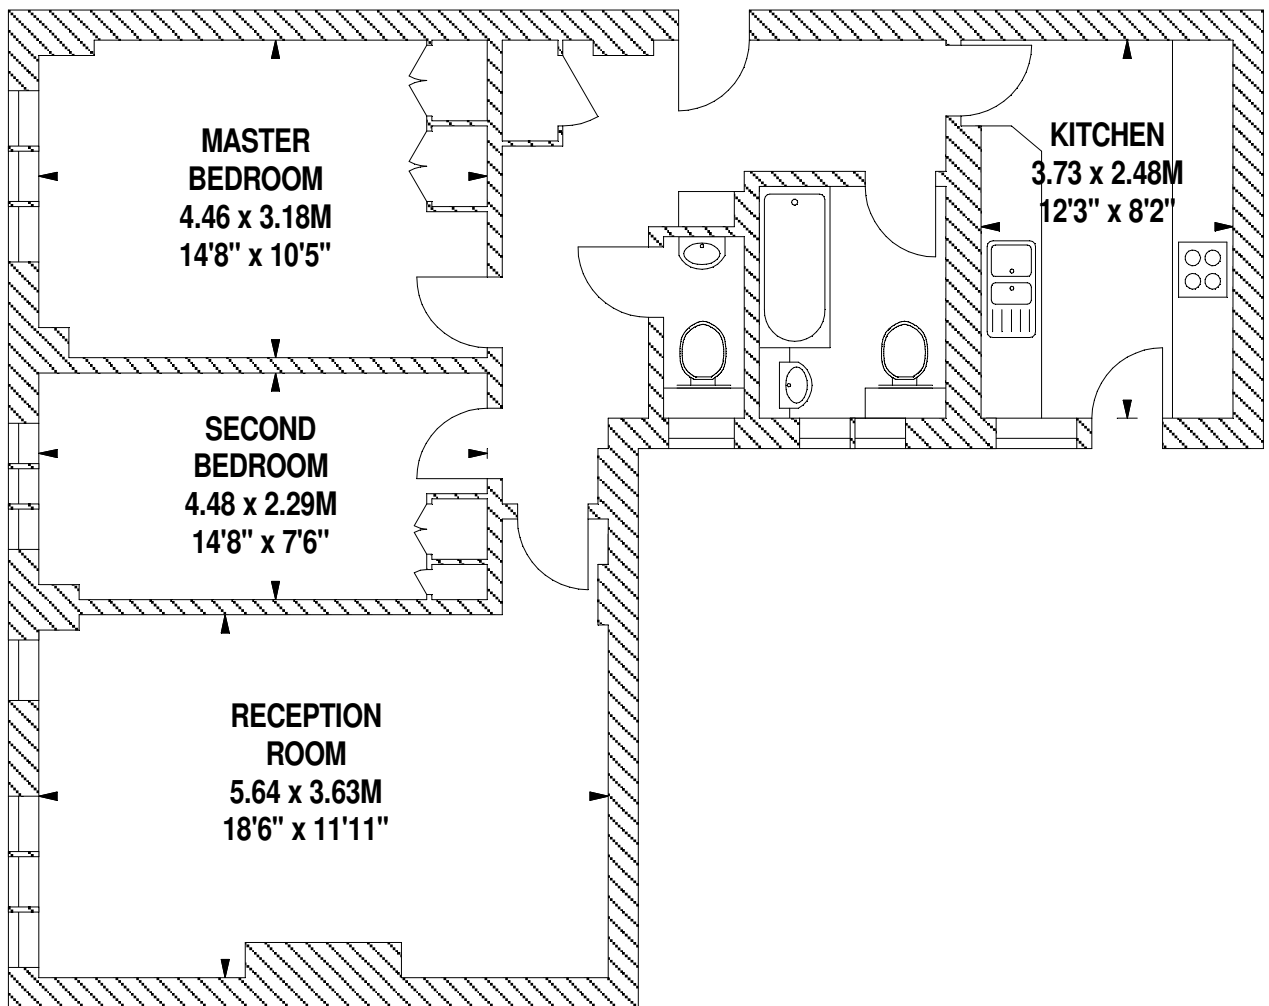 MASTER
BEDROOM
4.46 x 3.18M
14'8" x 10'5"
KITCHEN
3.73 x 2.48M
12'3" x 8'2"
SECOND
BEDROOM
4.48 x 2.29M
14'8" x 7'6"
RECEPTION
ROOM
5.64 x 3.63M
18'6" x 11'11"